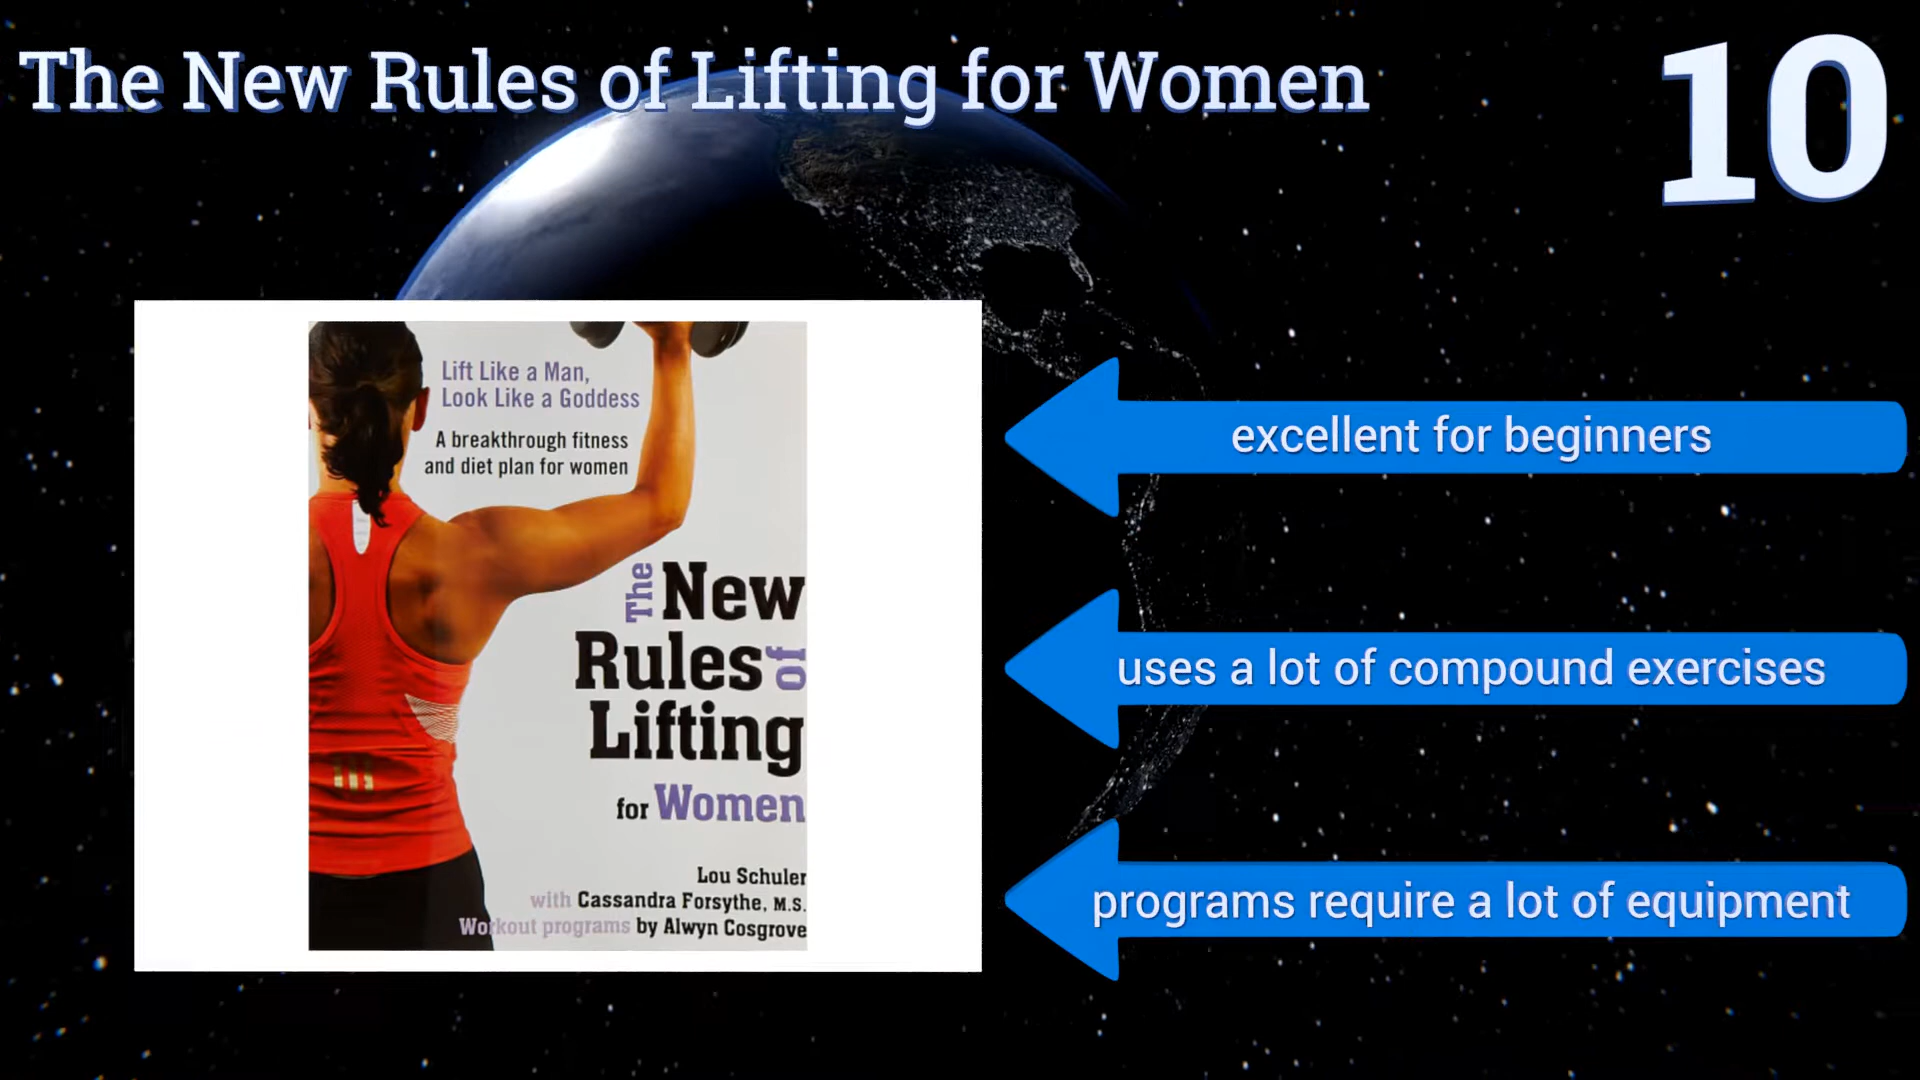 The New Rules of Lifting for Women
10
Lift Like a Man,
Look Like a Goddess
A breakthrough fitness
and diet plan for women
The New
Rules of
Lifting
for Women
Lou Schuler
with Cassandra Forsythe, M.S.
Workout programs by Alwyn Cosgrove
excellent for beginners
uses a lot of compound exercises
programs require a lot of equipment